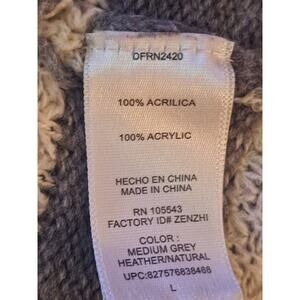 DFRN2420
100% ACRILICA
100% ACRYLIC
HECHO EN CHINA
MADE IN CHINA
RN 105543
FACTORY ID# ZENZHI
COLOR :
MEDIUM GREY
HEATHER/NATURAL
UPC:827576838468
L